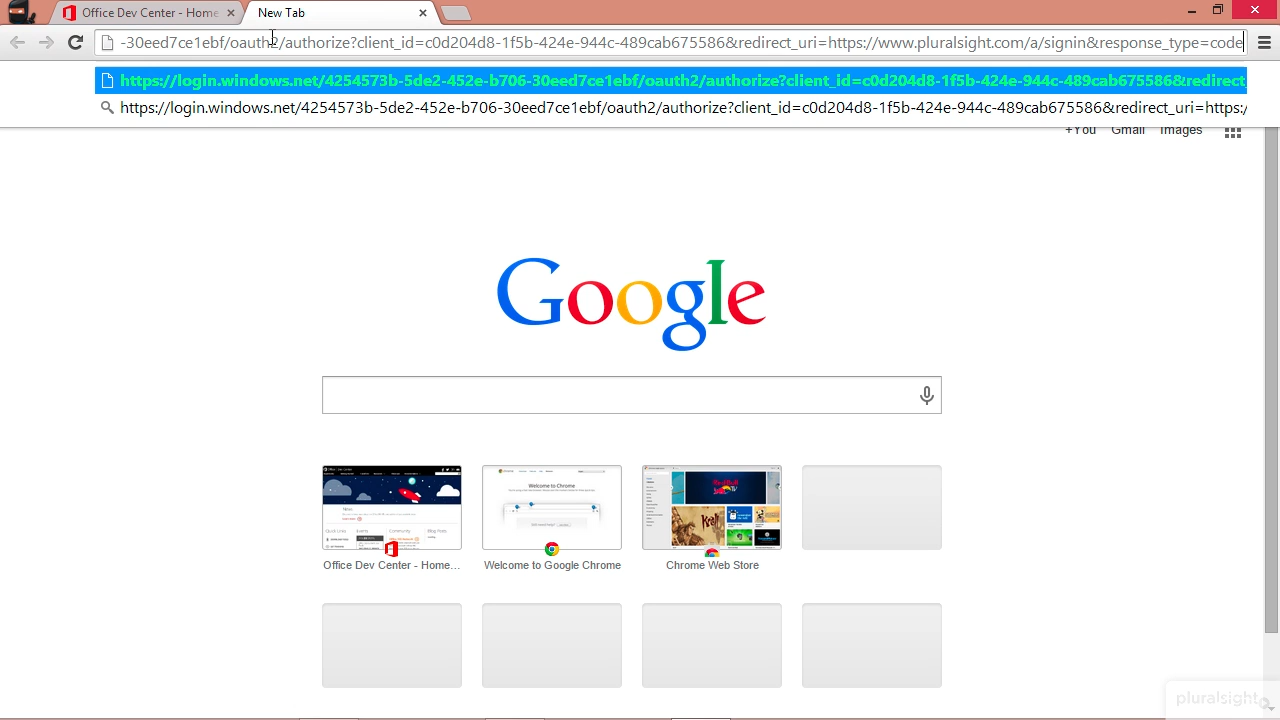 Office Dev Center - Home
New Tab
-30eed7ce1ebf/oauth2/authorize?client_id=c0d204d8-1f5b-424e-944c-489cab675586&redirect_uri=https://www.pluralsight.com/a/signin&response_type=code
https://login.windows.net/4254573b-5de2-452e-b706-30eed7ce1ebf/oauth2/authorize?client_id=c0d204d8-1f5b-424e-944c-489cab675586&redirect
https://login.windows.net/4254573b-5de2-452e-b706-30eed7ce1ebf/oauth2/authorize?client_id=c0d204d8-1f5b-424e-944c-489cab675586&redirect_uri=https:/
+You Gmail Images
Google
Welcome to Chrome
Office Dev Center - Home...
Welcome to Google Chrome
Chrome Web Store
pluralsight